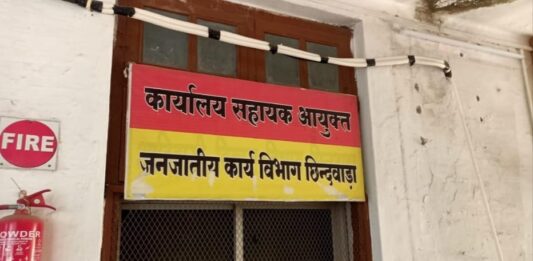 कार्यालय सहायक आयुक्त
जनजातीय कार्य विभाग छिन्दवाड़ा
FIRE
POWDER